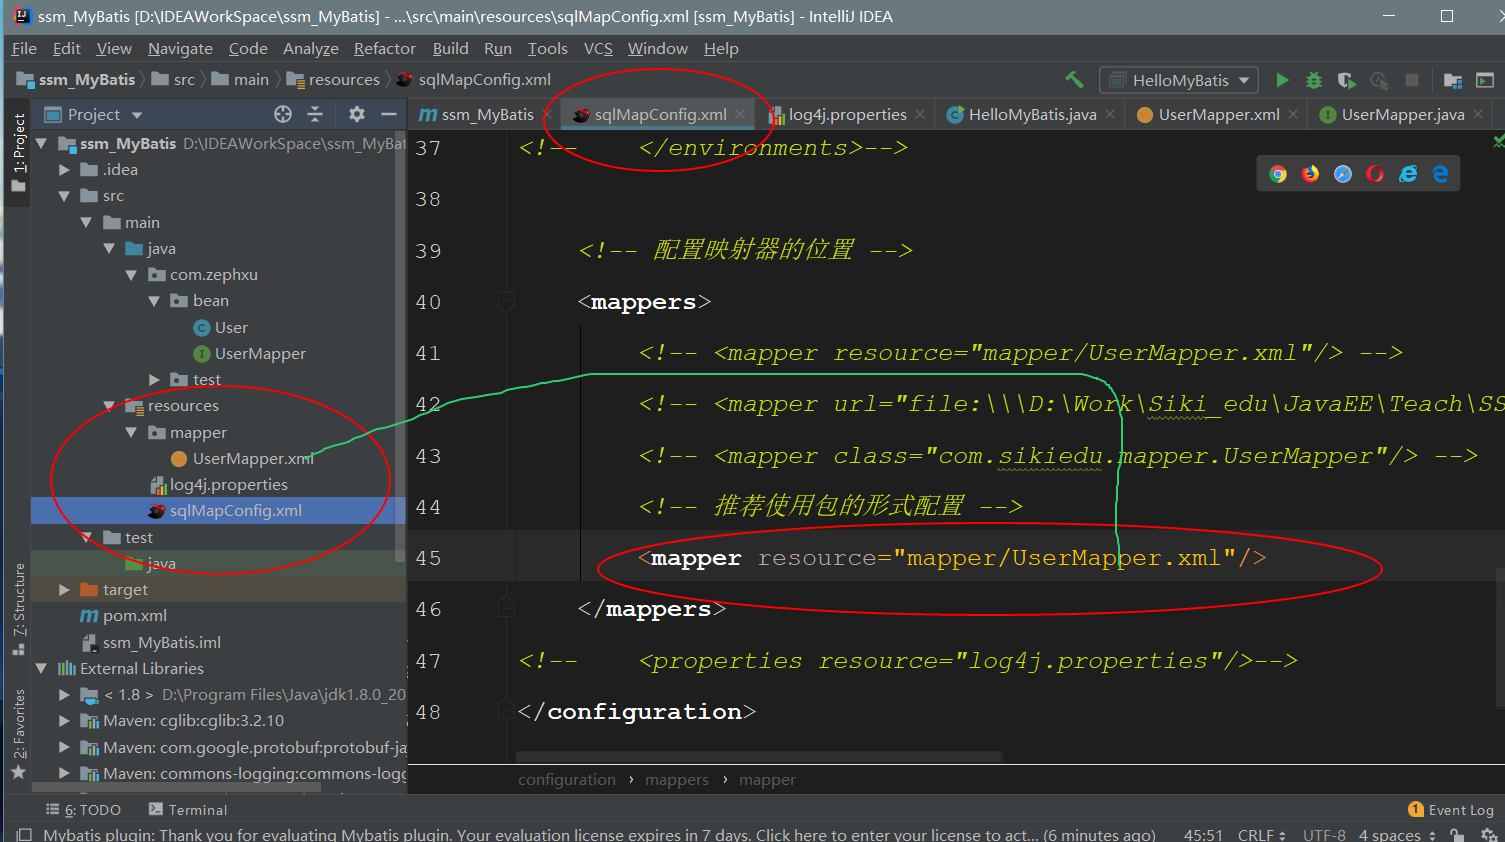 ssm_MyBatis [D:\IDEAWorkSpace\ssm_MyBatis] - ...\src\main\resources\sqlMapConfig.xml [ssm_MyBatis] - IntelliJ IDEA
File Edit View Navigate Code Analyze Refactor Build Run Tools VCS Window Help
ssm_MyBatis src main resources sqlMapConfig.xml HelloMyBatis
1: Project
7: Structure
2: Favorites
Project
ssm_MyBatis D:\IDEAWorkSpace\ssm_MyBat
.idea
src
main
java
com.zephxu
bean
User
UserMapper
test
resources
mapper
UserMapper.xml
log4j.properties
sqlMapConfig.xml
test
java
target
pom.xml
ssm_MyBatis.iml
External Libraries
< 1.8 > D:\Program Files\Java\jdk1.8.0_20
Maven: cglib:cglib:3.2.10
Maven: com.google.protobuf:protobuf-ja
Maven: commons-logging:commons-logg
ssm_MyBatis sqlMapConfig.xml log4j.properties HelloMyBatis.java UserMapper.xml UserMapper.java
37 <!-- </environments>-->
38
39 <!-- 配置映射器的位置 -->
40 <mappers>
41 <!-- <mapper resource="mapper/UserMapper.xml"/> -->
42 <!-- <mapper url="file:\\\D:\Work\Siki_edu\JavaEE\Teach\SS
43 <!-- <mapper class="com.sikiedu.mapper.UserMapper"/> -->
44 <!-- 推荐使用包的形式配置 -->
45 <mapper resource="mapper/UserMapper.xml"/>
46 </mappers>
47 <!-- <properties resource="log4j.properties"/>-->
48 </configuration>
configuration › mappers › mapper
6: TODO Terminal 1 Event Log
Mybatis plugin: Thank you for evaluating Mybatis plugin. Your evaluation license expires in 7 days. Click here to enter your license to act... (6 minutes ago) 45:51 CRLF UTF-8 4 spaces